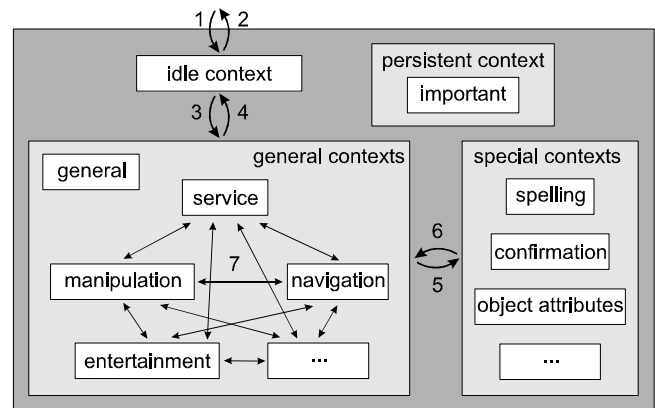 1 2
persistent context
idle context
important
3 4
general contexts
special contexts
general
service
spelling
6
7
confirmation
manipulation
navigation
5
object attributes
entertainment
...
...